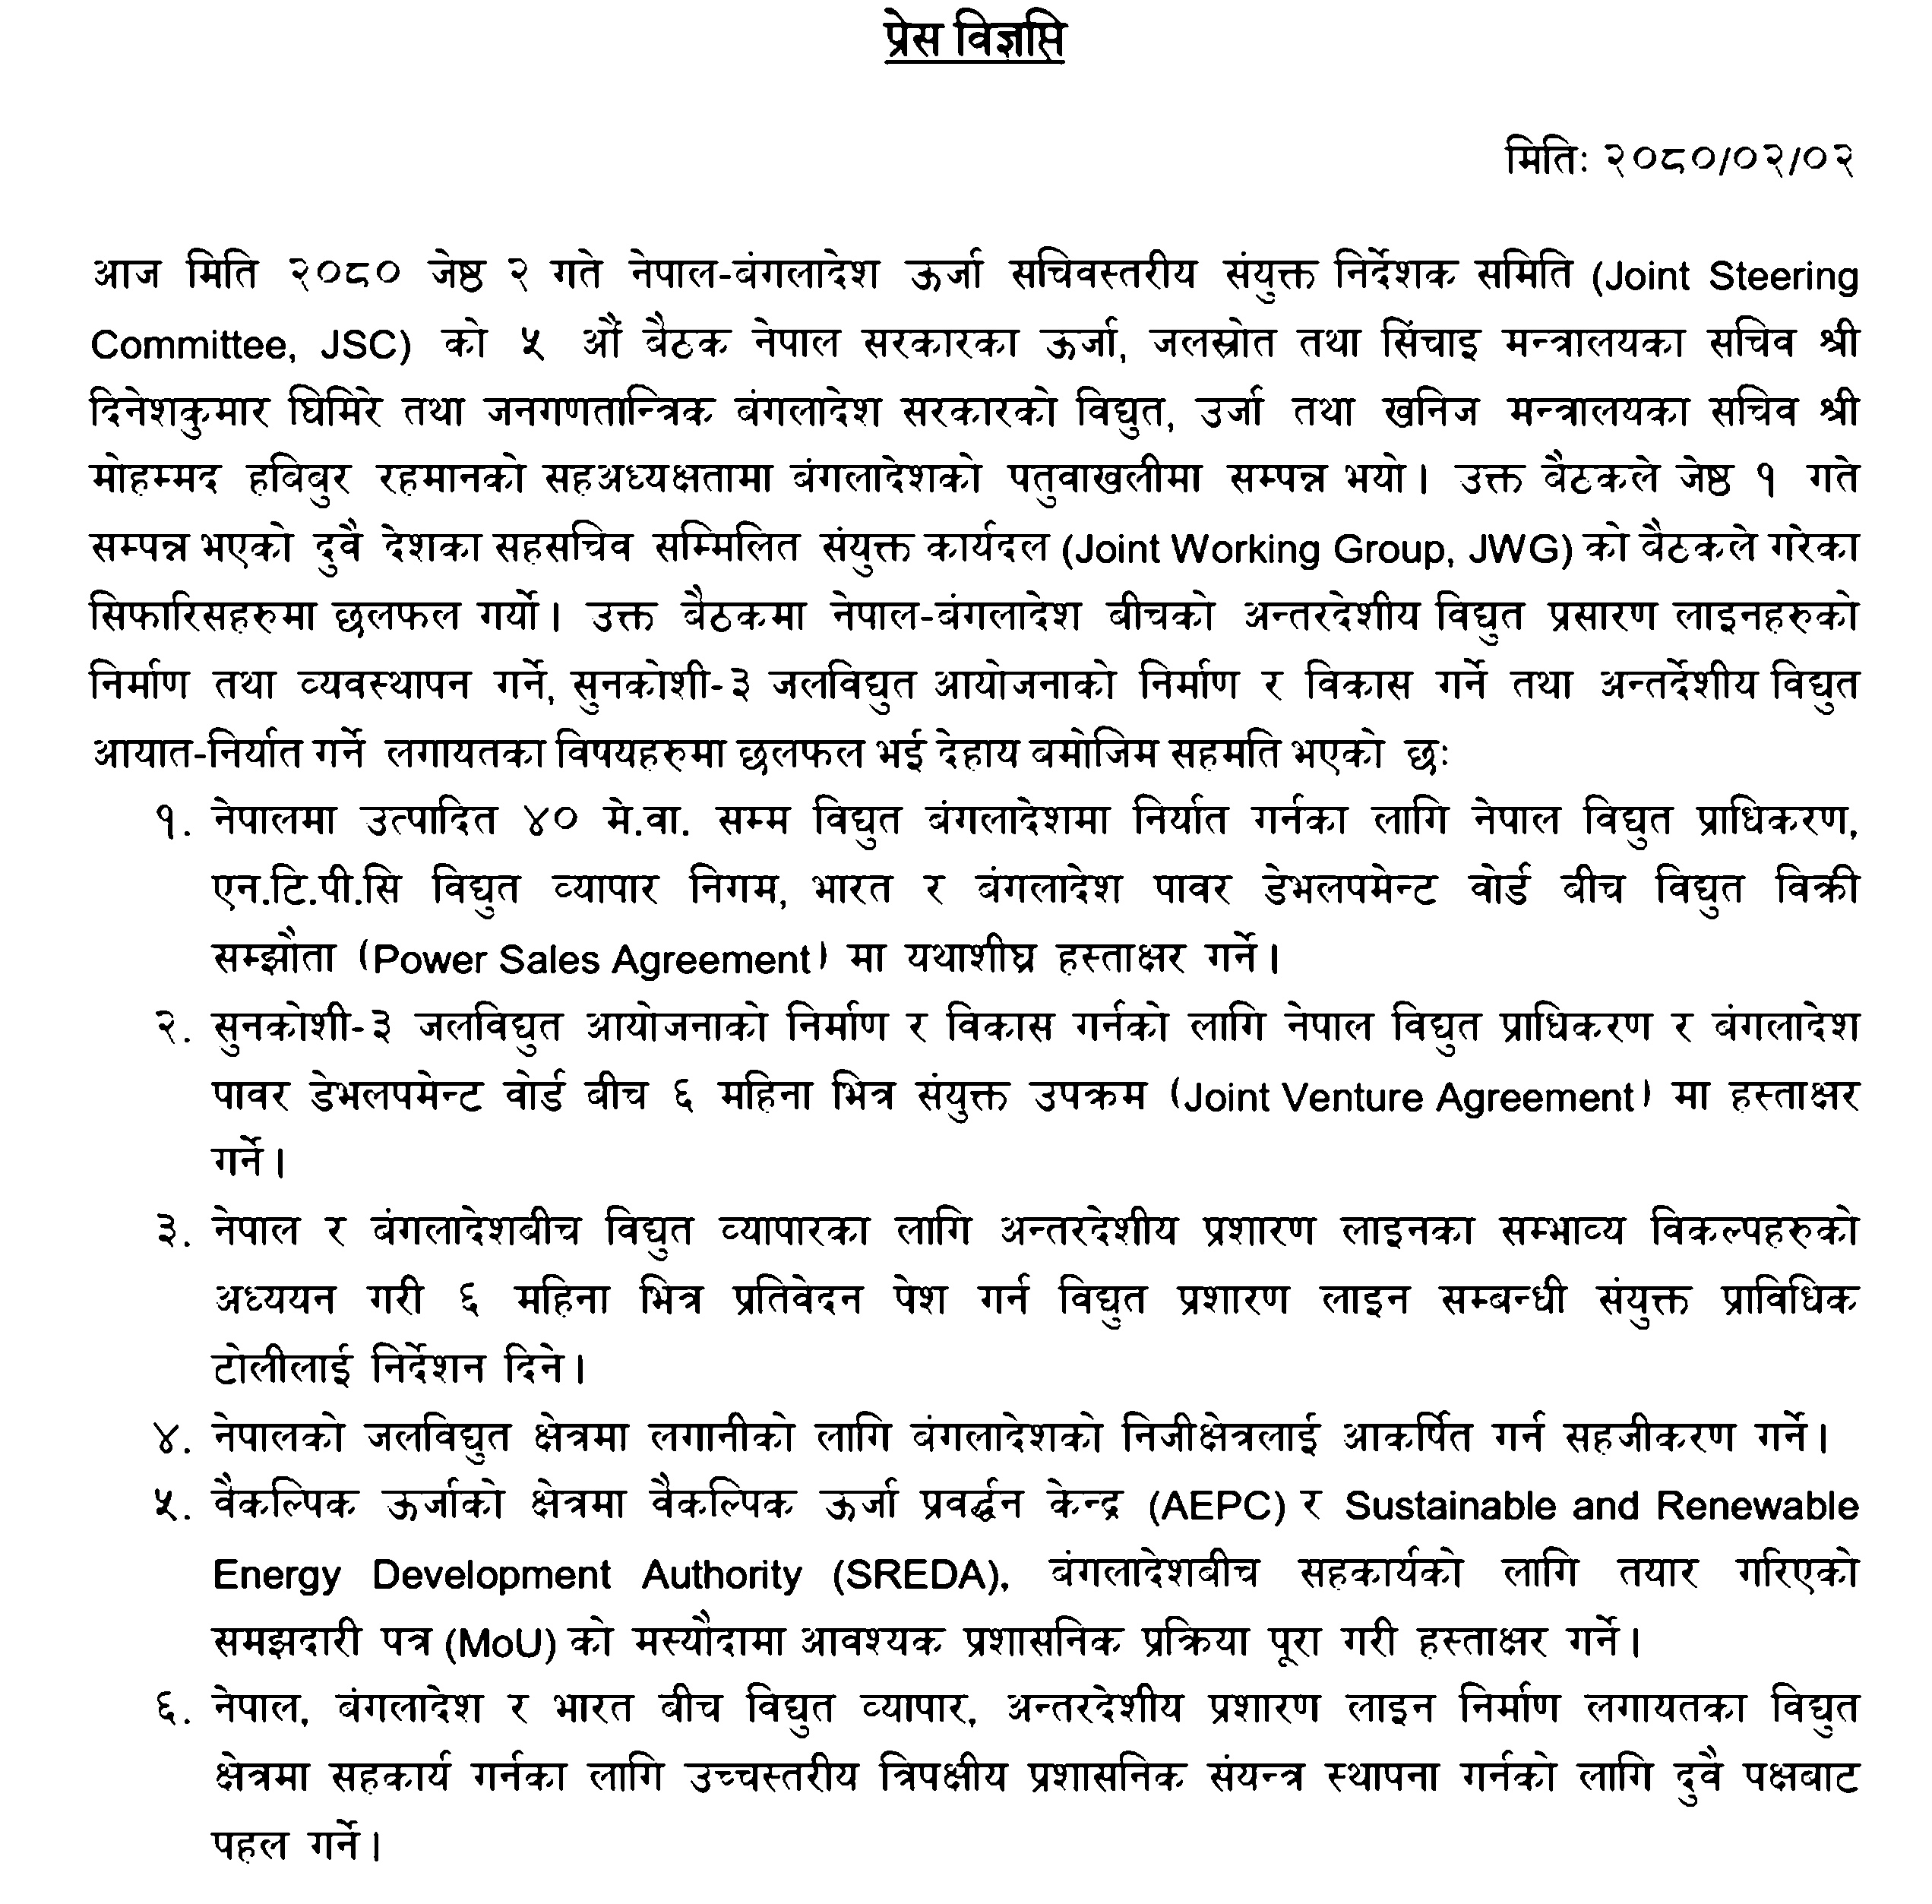 प्रेस विज्ञप्ति
मितिः २०८०/०२/०२
आज मिति २०८० जेष्ठ २ गते नेपाल-बंगलादेश ऊर्जा सचिवस्तरीय संयुक्त निर्देशक समिति (Joint Steering
Committee, JSC) को ५ औं बैठक नेपाल सरकारका ऊर्जा, जलस्रोत तथा सिंचाइ मन्त्रालयका सचिव श्री
दिनेशकुमार घिमिरे तथा जनगणतान्त्रिक बंगलादेश सरकारको विद्युत, उर्जा तथा खनिज मन्त्रालयका सचिव श्री
मोहम्मद हबिबुर रहमानको सहअध्यक्षतामा बंगलादेशको पतुवाखलीमा सम्पन्न भयो। उक्त बैठकले जेष्ठ १ गते
सम्पन्न भएको दुवै देशका सहसचिव सम्मिलित संयुक्त कार्यदल (Joint Working Group, JWG) को बैठकले गरेका
सिफारिसहरुमा छलफल गर्यो। उक्त बैठकमा नेपाल-बंगलादेश बीचको अन्तरदेशीय विद्युत प्रसारण लाइनहरुको
निर्माण तथा व्यवस्थापन गर्ने, सुनकोशी-३ जलविद्युत आयोजनाको निर्माण र विकास गर्ने तथा अन्तर्देशीय विद्युत
आयात-निर्यात गर्ने लगायतका विषयहरुमा छलफल भई देहाय बमोजिम सहमति भएको छः
१. नेपालमा उत्पादित ४० मे.वा. सम्म विद्युत बंगलादेशमा निर्यात गर्नका लागि नेपाल विद्युत प्राधिकरण,
एन.टि.पी.सि विद्युत व्यापार निगम, भारत र बंगलादेश पावर डेभलपमेन्ट वोर्ड बीच विद्युत विक्री
सम्झौता (Power Sales Agreement) मा यथाशीघ्र हस्ताक्षर गर्ने।
२. सुनकोशी-३ जलविद्युत आयोजनाको निर्माण र विकास गर्नको लागि नेपाल विद्युत प्राधिकरण र बंगलादेश
पावर डेभलपमेन्ट वोर्ड बीच ६ महिना भित्र संयुक्त उपक्रम (Joint Venture Agreement) मा हस्ताक्षर
गर्ने।
३. नेपाल र बंगलादेशबीच विद्युत व्यापारका लागि अन्तरदेशीय प्रशारण लाइनका सम्भाव्य विकल्पहरुको
अध्ययन गरी ६ महिना भित्र प्रतिवेदन पेश गर्न विद्युत प्रशारण लाइन सम्बन्धी संयुक्त प्राविधिक
टोलीलाई निर्देशन दिने।
४. नेपालको जलविद्युत क्षेत्रमा लगानीको लागि बंगलादेशको निजीक्षेत्रलाई आकर्षित गर्न सहजीकरण गर्ने।
५. वैकल्पिक ऊर्जाको क्षेत्रमा वैकल्पिक ऊर्जा प्रवर्द्धन केन्द्र (AEPC) र Sustainable and Renewable
Energy Development Authority (SREDA), बंगलादेशबीच सहकार्यको लागि तयार गरिएको
समझदारी पत्र (MoU) को मस्यौदामा आवश्यक प्रशासनिक प्रक्रिया पूरा गरी हस्ताक्षर गर्ने।
६. नेपाल, बंगलादेश र भारत बीच विद्युत व्यापार, अन्तरदेशीय प्रशारण लाइन निर्माण लगायतका विद्युत
क्षेत्रमा सहकार्य गर्नका लागि उच्चस्तरीय त्रिपक्षीय प्रशासनिक संयन्त्र स्थापना गर्नको लागि दुवै पक्षबाट
पहल गर्ने।